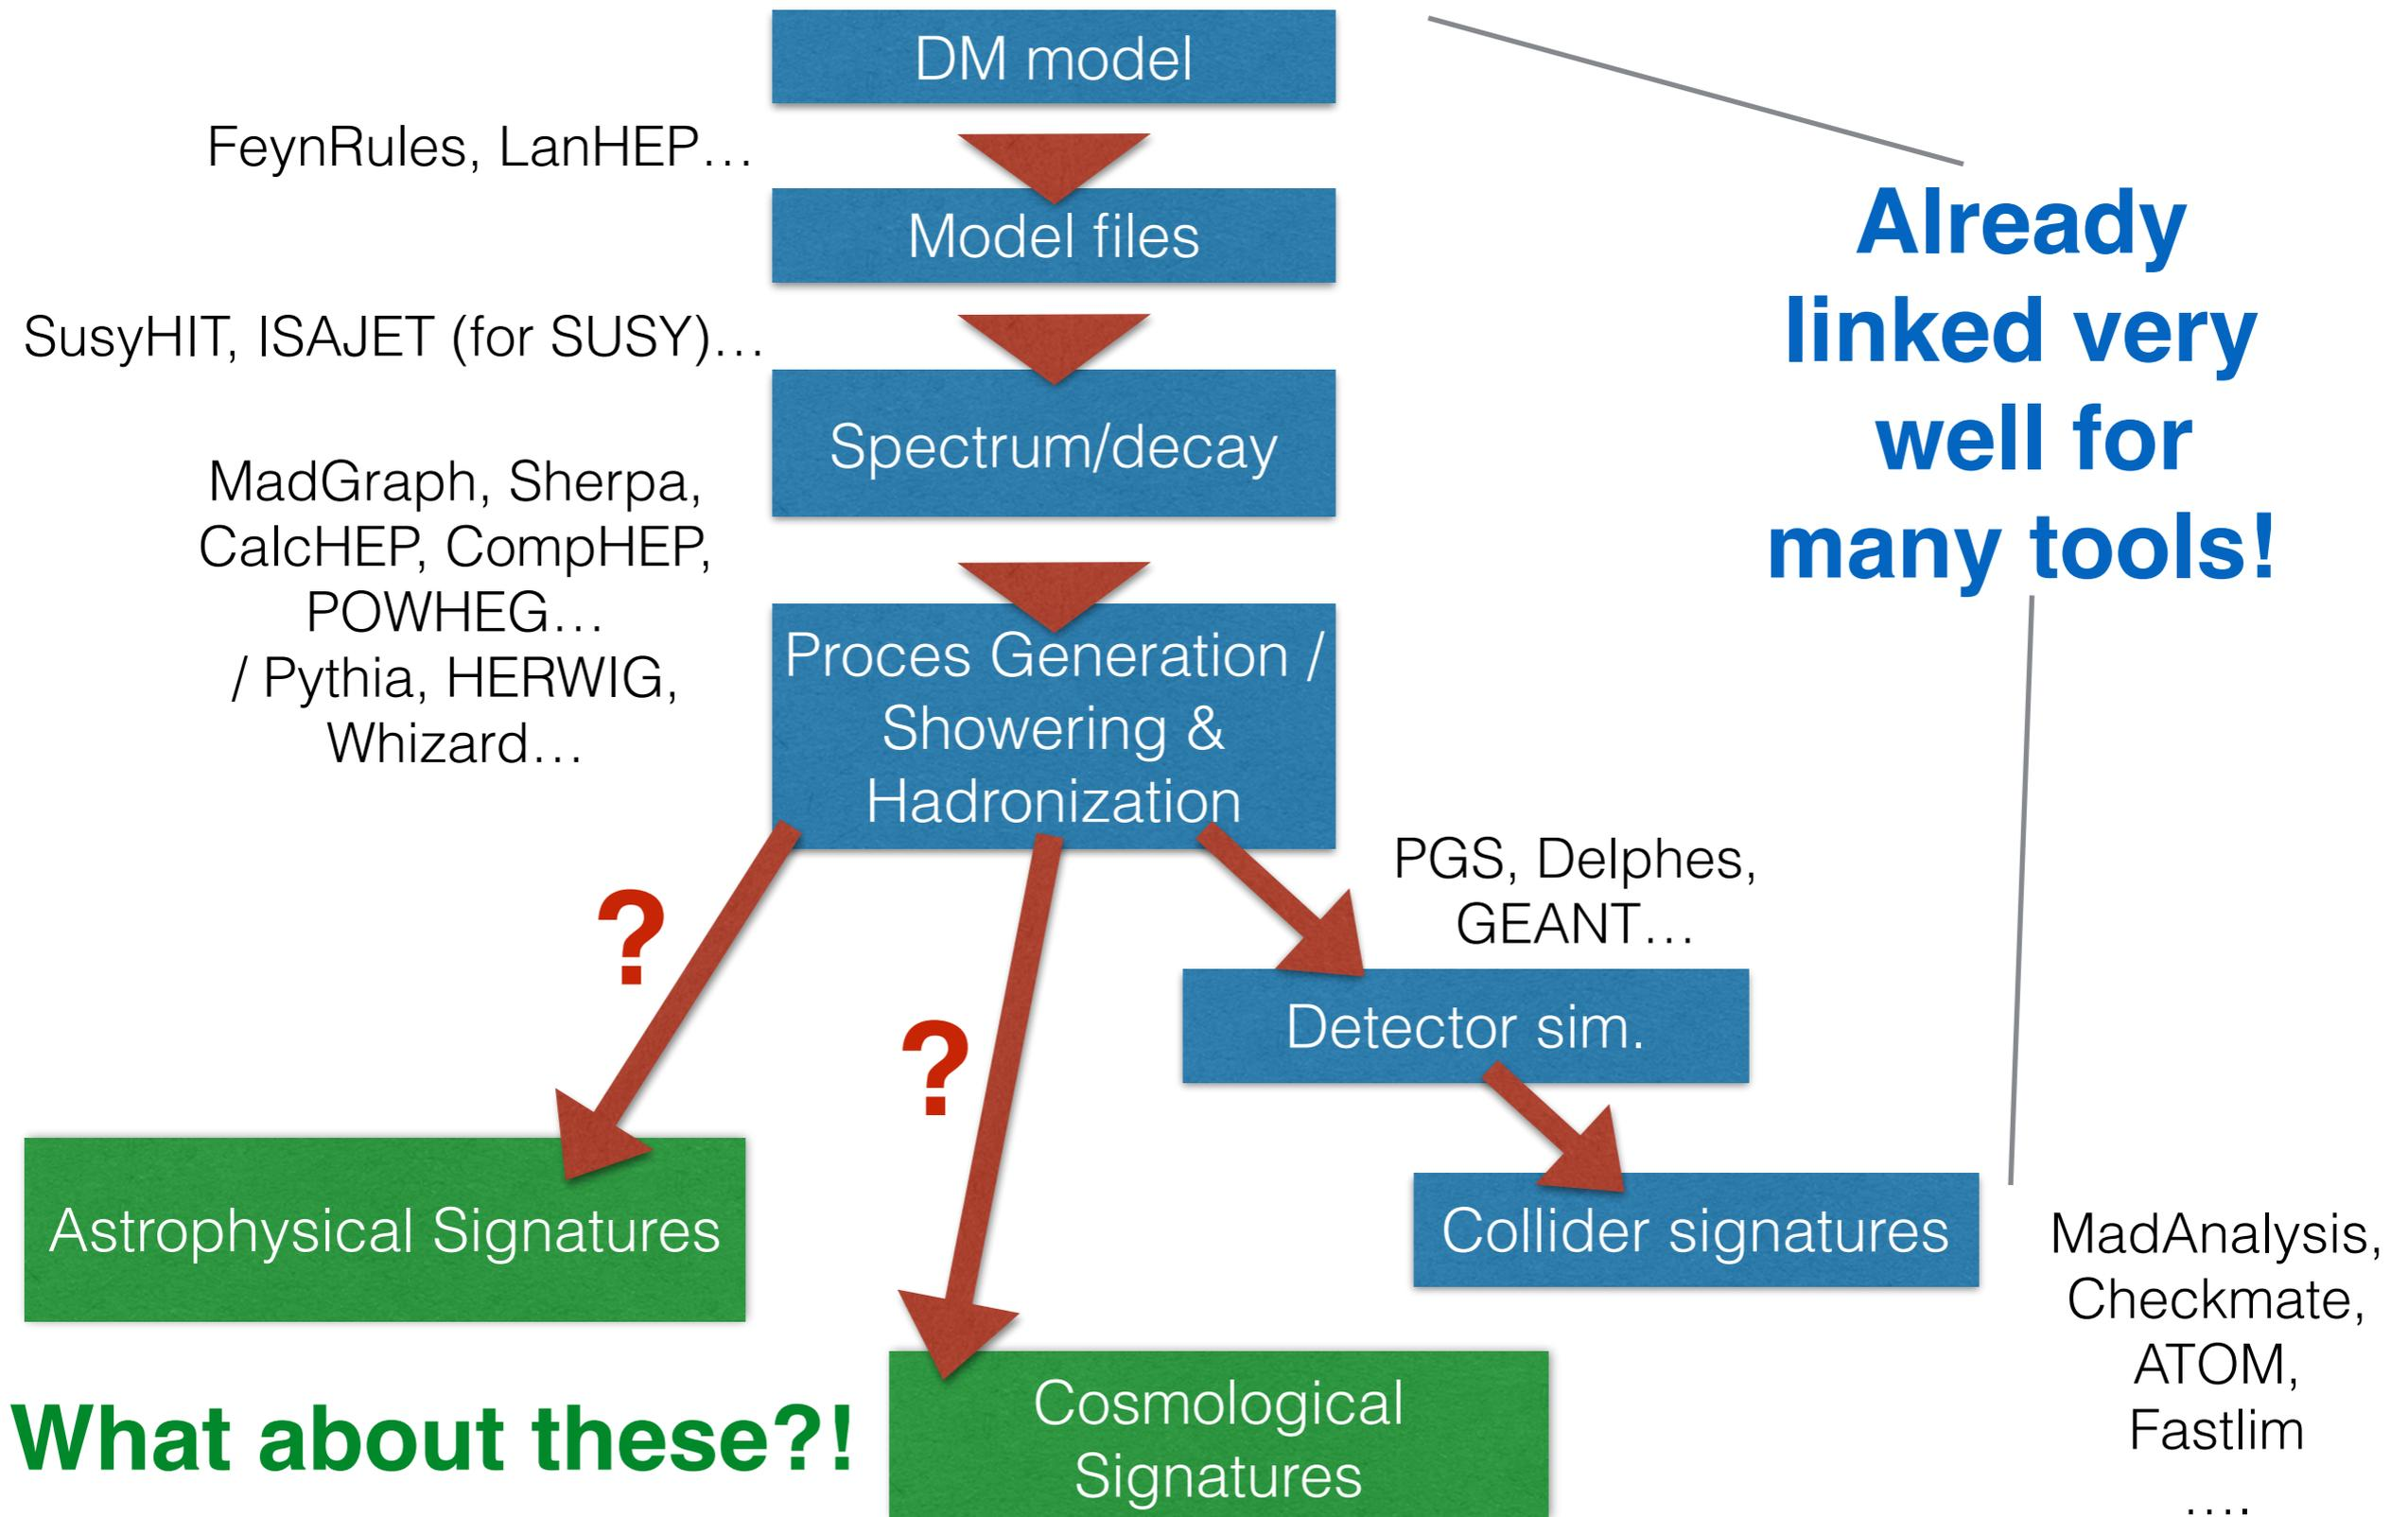 DM model
FeynRules, LanHEP…
Model files
SusyHIT, ISAJET (for SUSY)…
Spectrum/decay
MadGraph, Sherpa,
CalcHEP, CompHEP,
POWHEG…
/ Pythia, HERWIG,
Whizard…
Proces Generation /
Showering &
Hadronization
Already
linked very
well for
many tools!
PGS, Delphes,
GEANT…
?
?
Detector sim.
Astrophysical Signatures
Collider signatures
MadAnalysis,
Checkmate,
ATOM,
Fastlim
….
What about these?!
Cosmological
Signatures